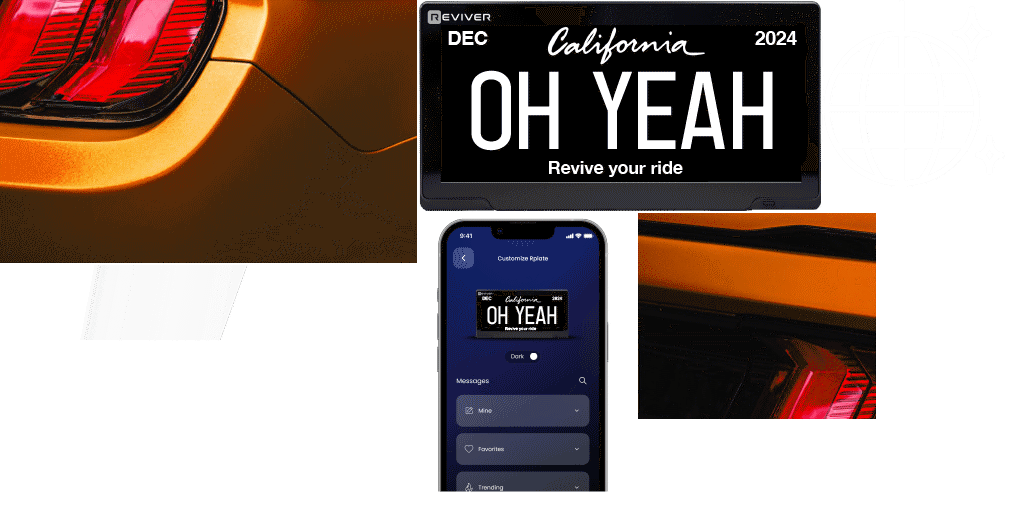 REVIVER
DEC California 2024
OH YEAH
Revive your ride
9:41
Customize Rplate
REVIVER
DEC California 2024
OH YEAH
Revive your ride
Dark
Messages
Mine
Favorites
Trending